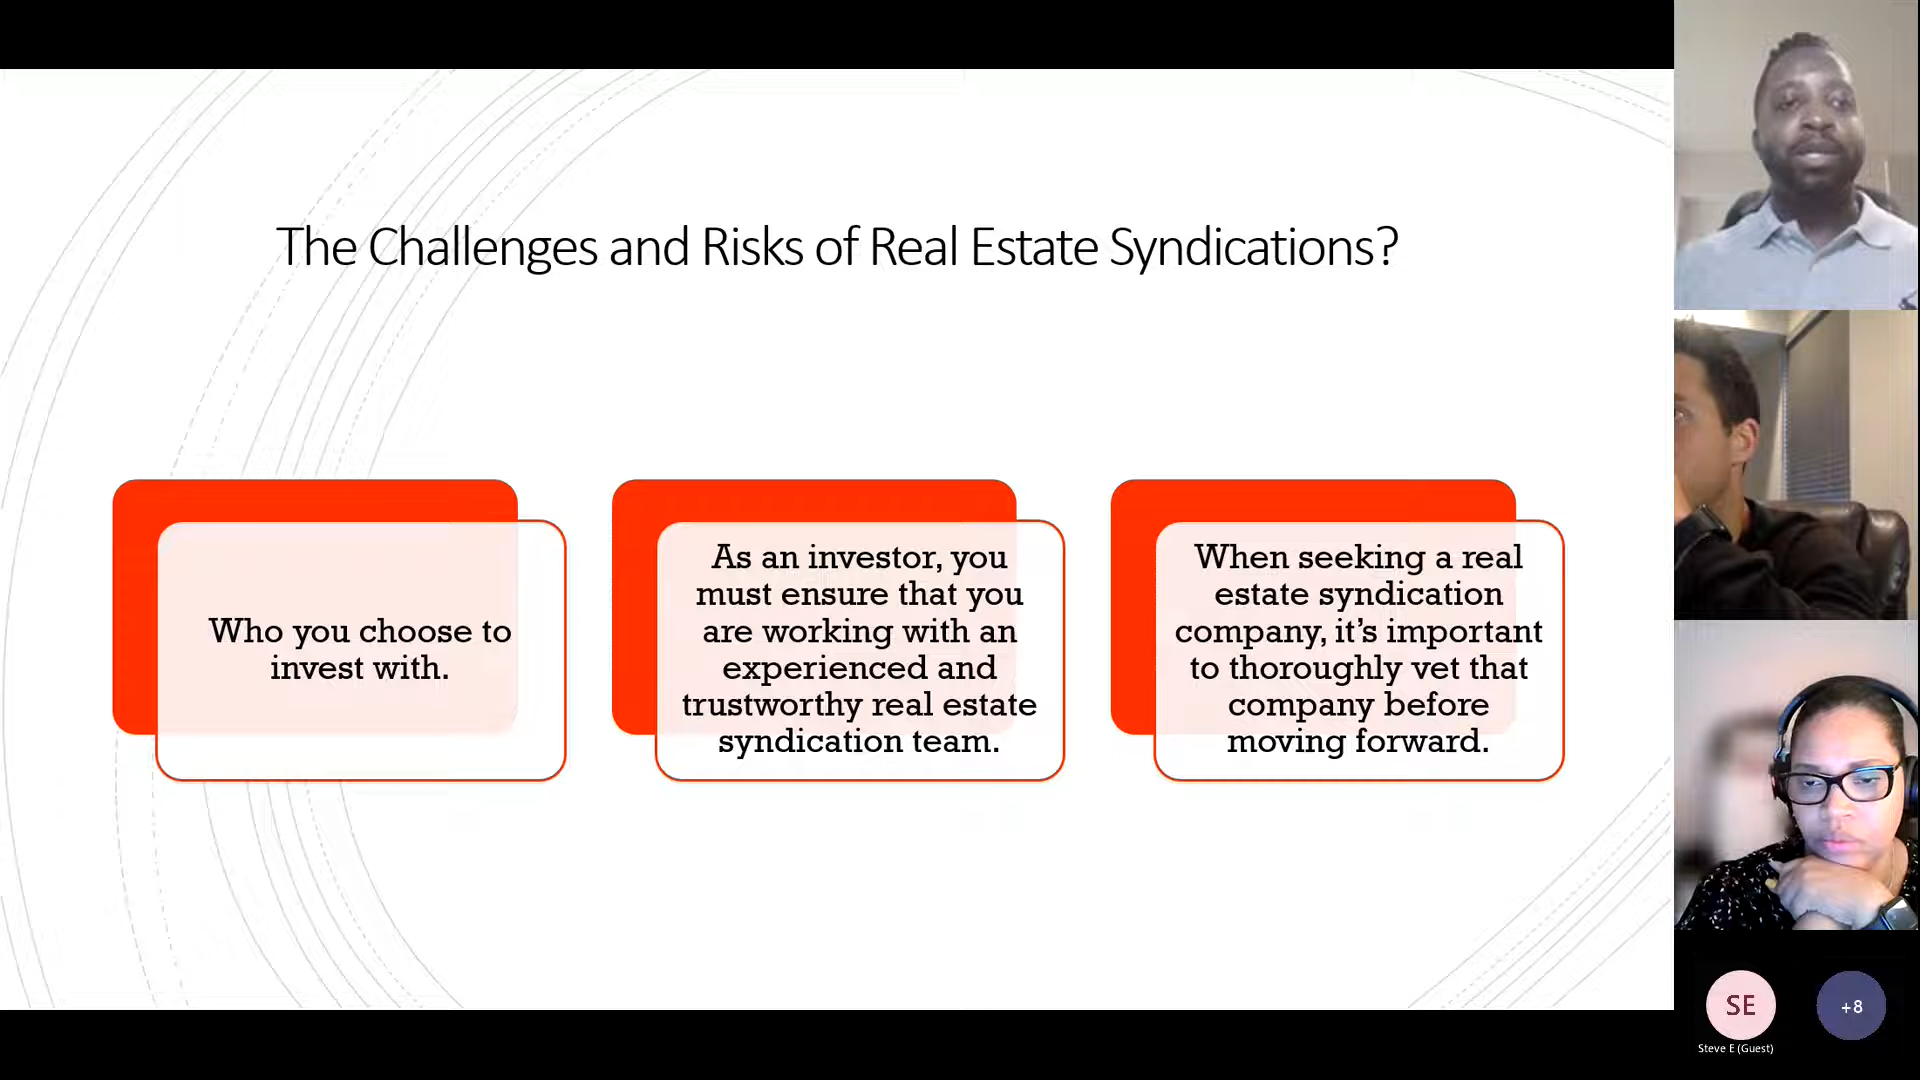 The Challenges and Risks of Real Estate Syndications?
Who you choose to
invest with.
As an investor, you
must ensure that you
are working with an
experienced and
trustworthy real estate
syndication team.
When seeking a real
estate syndication
company, it’s important
to thoroughly vet that
company before
moving forward.
SE
+8
Steve E (Guest)